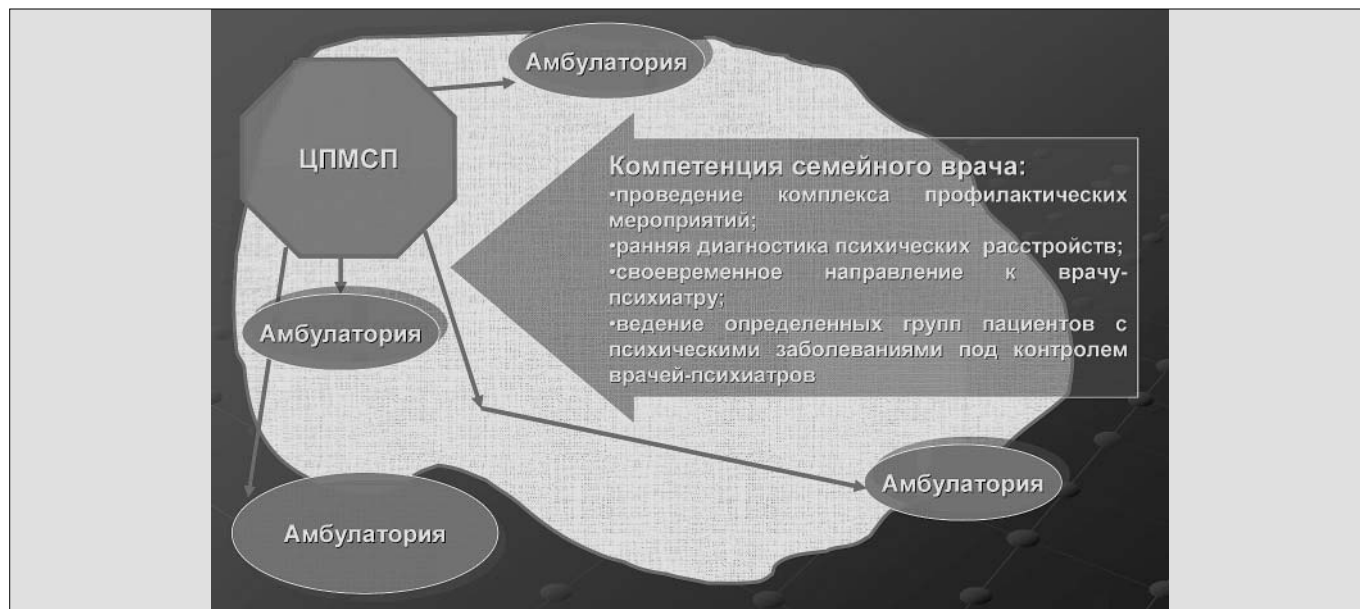 Амбулатория
ЦПМСП
Компетенция семейного врача:
•проведение комплекса профилактических
мероприятий;
•ранняя диагностика психических расстройств;
•своевременное направление к врачу-
психиатру;
•ведение определенных групп пациентов с
психическими заболеваниями под контролем
врачей-психиатров
Амбулатория
Амбулатория
Амбулатория